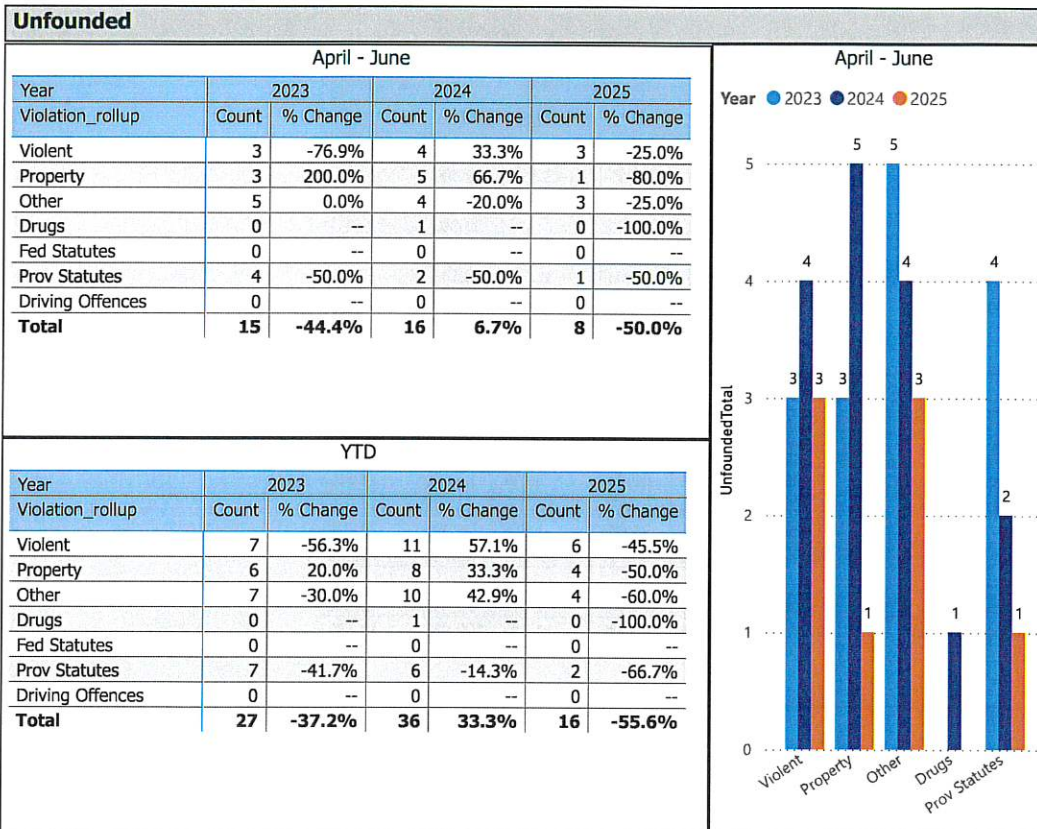 Unfounded
April - June
Year 2023 2024 2025
Violation_rollup Count % Change Count % Change Count % Change
Violent 3 -76.9% 4 33.3% 3 -25.0%
Property 3 200.0% 5 66.7% 1 -80.0%
Other 5 0.0% 4 -20.0% 3 -25.0%
Drugs 0 -- 1 -- 0 -100.0%
Fed Statutes 0 -- 0 -- 0 --
Prov Statutes 4 -50.0% 2 -50.0% 1 -50.0%
Driving Offences 0 -- 0 -- 0 --
Total 15 -44.4% 16 6.7% 8 -50.0%
YTD
Year 2023 2024 2025
Violation_rollup Count % Change Count % Change Count % Change
Violent 7 -56.3% 11 57.1% 6 -45.5%
Property 6 20.0% 8 33.3% 4 -50.0%
Other 7 -30.0% 10 42.9% 4 -60.0%
Drugs 0 -- 1 -- 0 -100.0%
Fed Statutes 0 -- 0 -- 0 --
Prov Statutes 7 -41.7% 6 -14.3% 2 -66.7%
Driving Offences 0 -- 0 -- 0 --
Total 27 -37.2% 36 33.3% 16 -55.6%
April - June
Year 2023 2024 2025
UnfoundedTotal
5
4
3
2
1
0
3 4 3
3 5 1
5 4 3
1
4 2 1
Violent
Property
Other
Drugs
Prov Statutes